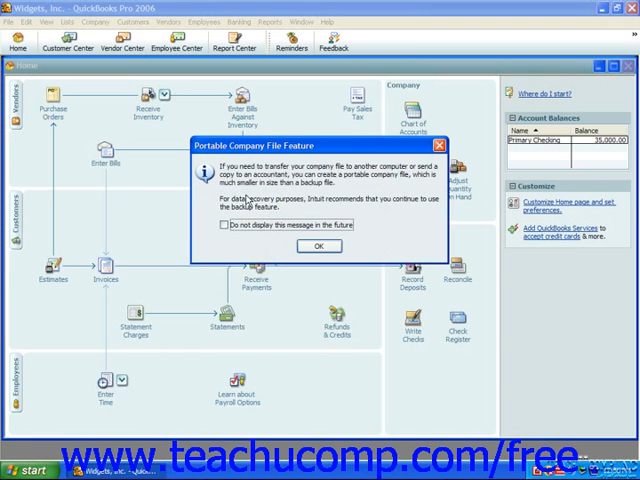 Widgets, Inc. - QuickBooks Pro 2006
File Edit View Lists Company Customers Vendors Employees Banking Reports Window Help
Home Customer Center Vendor Center Employee Center Report Center Reminders Feedback
Home
Vendors
Purchase Orders
Receive Inventory
Enter Bills Against Inventory
Pay Sales Tax
Enter Bills
Company
Chart of Accounts
Adjust Quantity on Hand
Portable Company File Feature
If you need to transfer your company file to another computer or send a
copy to an accountant, you can create a portable company file, which is
much smaller in size than a backup file.
For data recovery purposes, Intuit recommends that you continue to use
the backup feature.
Do not display this message in the future
OK
Customers
Estimates
Invoices
Receive Payments
Record Deposits
Reconcile
Statement Charges
Statements
Refunds & Credits
Write Checks
Check Register
Employees
Enter Time
Learn about Payroll Options
Where do I start?
Account Balances
Name Balance
Primary Checking 35,000.00
Customize
Customize Home page and set
preferences.
Add QuickBooks Services to
accept credit cards & more.
www.teachucomp.com/free
start Widgets, Inc. - QuickB...